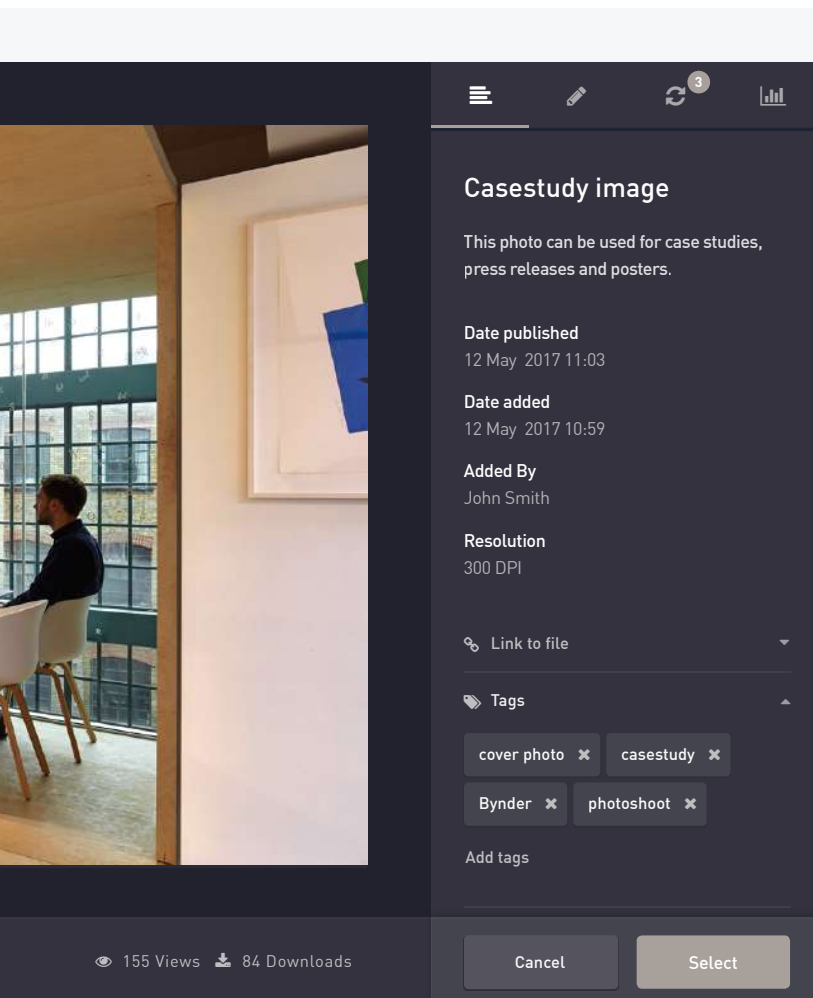 3
Casestudy image
This photo can be used for case studies,
press releases and posters.
Date published
12 May 2017 11:03
Date added
12 May 2017 10:59
Added By
John Smith
Resolution
300 DPI
Link to file
Tags
cover photo
casestudy
Bynder
photoshoot
Add tags
155 Views
84 Downloads
Cancel
Select